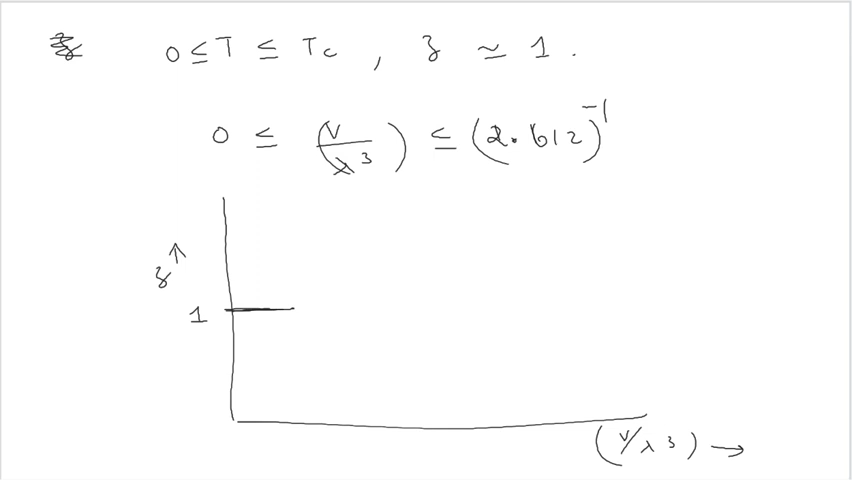 0 ≤ T ≤ Tc , z ≃ 1 .
0 ≤ (v/λ³) ≤ (2.612)⁻¹
z ↑
1
(v/λ³) →